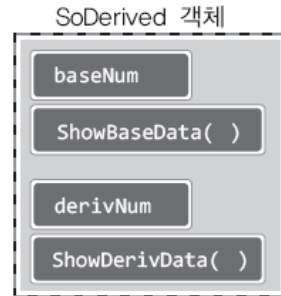 SoDerived 객체
baseNum
ShowBaseData( )
derivNum
ShowDerivData( )